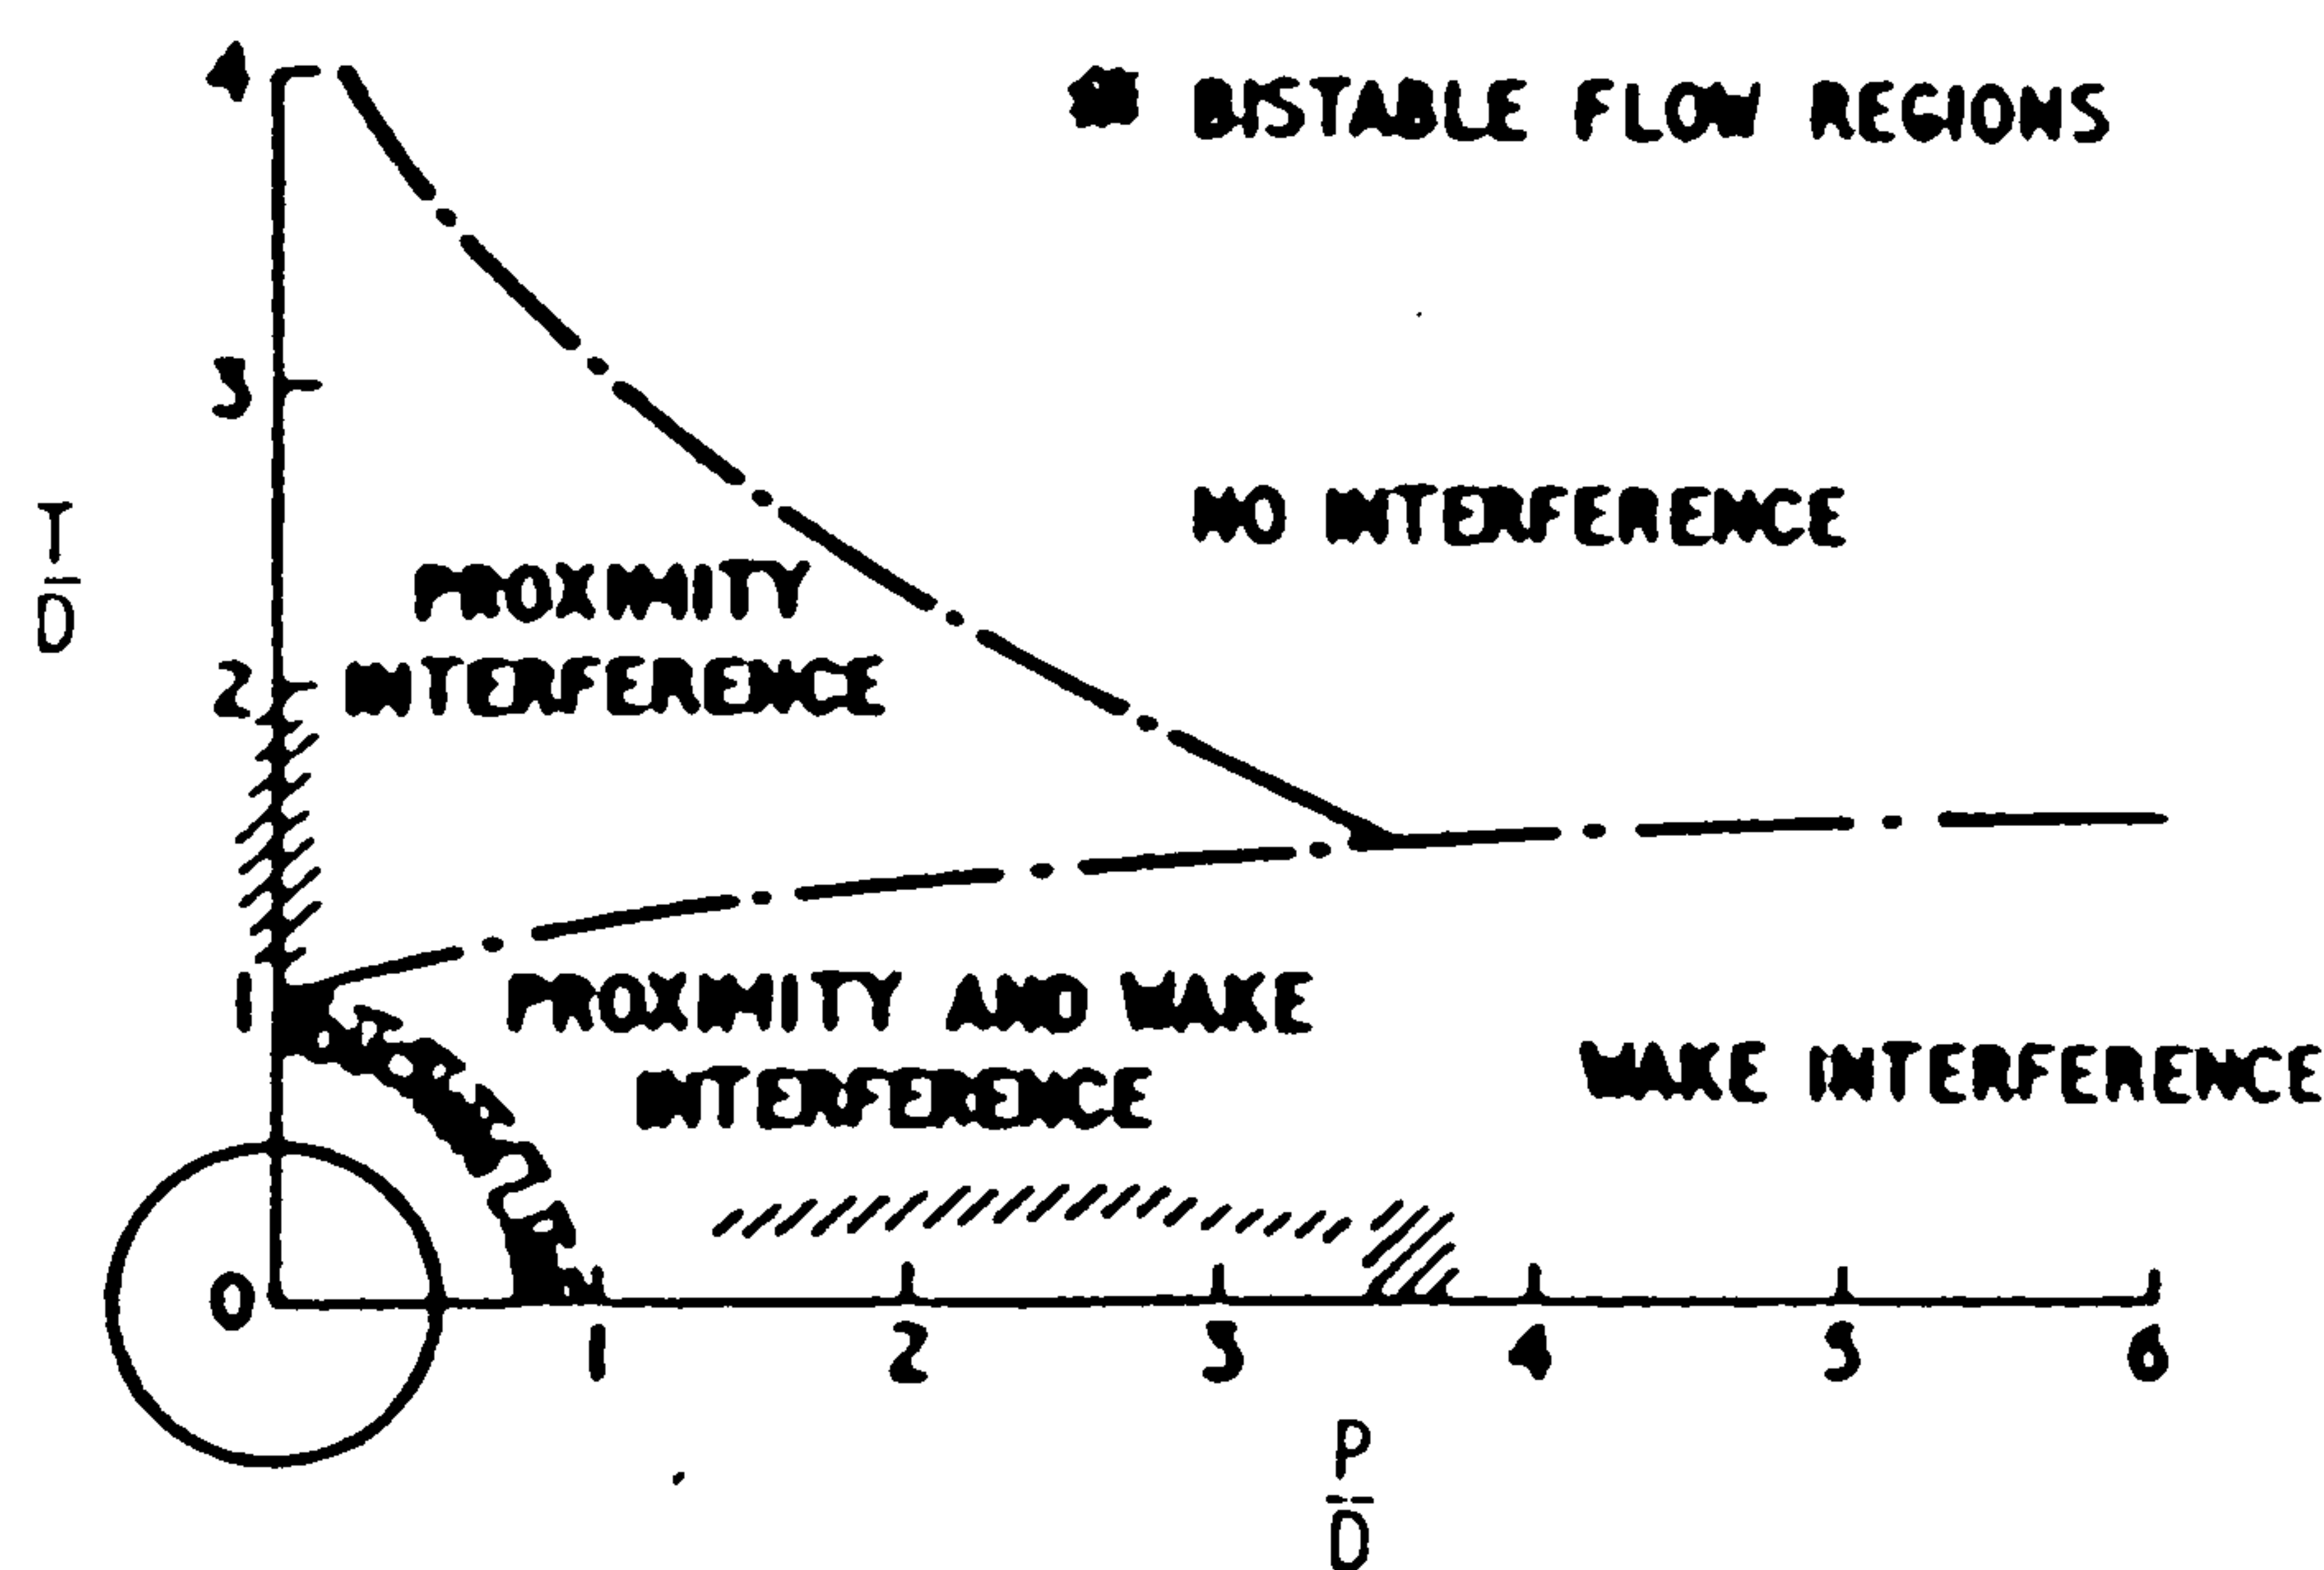 4
BISTABLE FLOW REGIONS
3
NO INTERFERENCE
T
D
PROXIMITY
2 INTERFERENCE
1 PROXIMITY AND WAKE
INTERFERENCE
WAKE INTERFERENCE
0
1 2 3 4 5 6
P
D